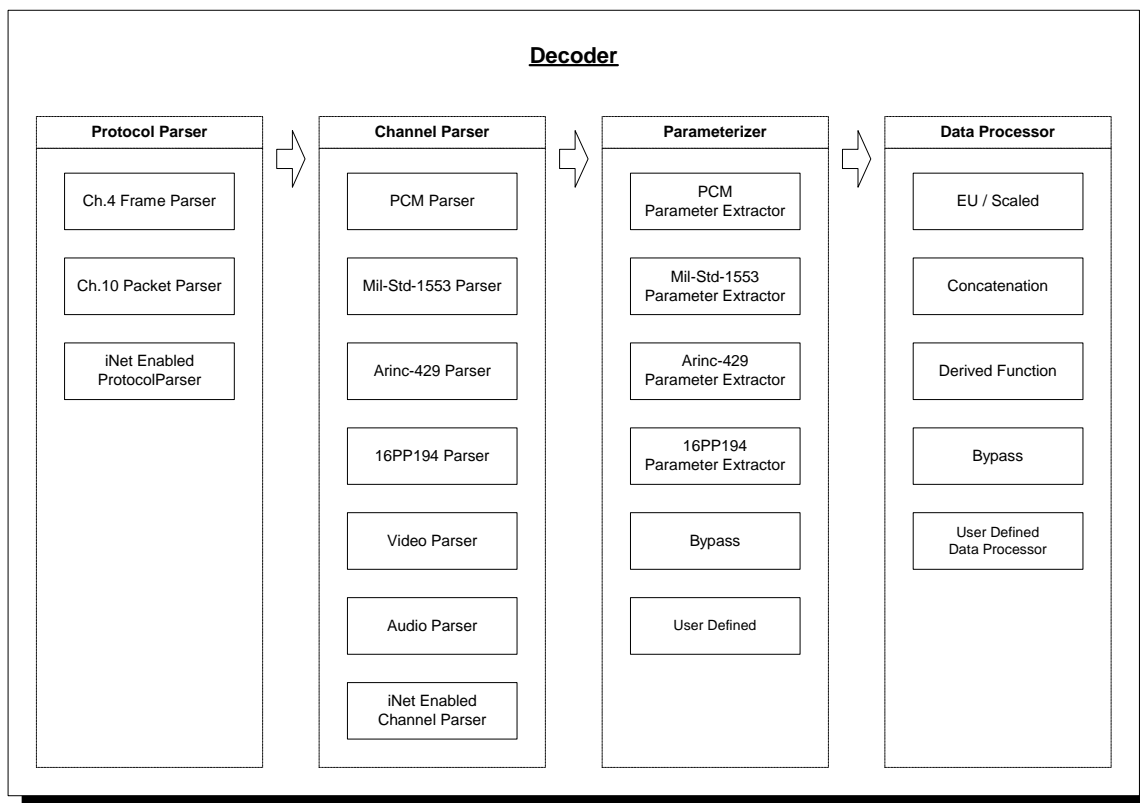 Decoder
Protocol Parser
Ch.4 Frame Parser
Ch.10 Packet Parser
iNet Enabled
ProtocolParser
Channel Parser
PCM Parser
Mil-Std-1553 Parser
Arinc-429 Parser
16PP194 Parser
Video Parser
Audio Parser
iNet Enabled
Channel Parser
Parameterizer
PCM
Parameter Extractor
Mil-Std-1553
Parameter Extractor
Arinc-429
Parameter Extractor
16PP194
Parameter Extractor
Bypass
User Defined
Data Processor
EU / Scaled
Concatenation
Derived Function
Bypass
User Defined
Data Processor